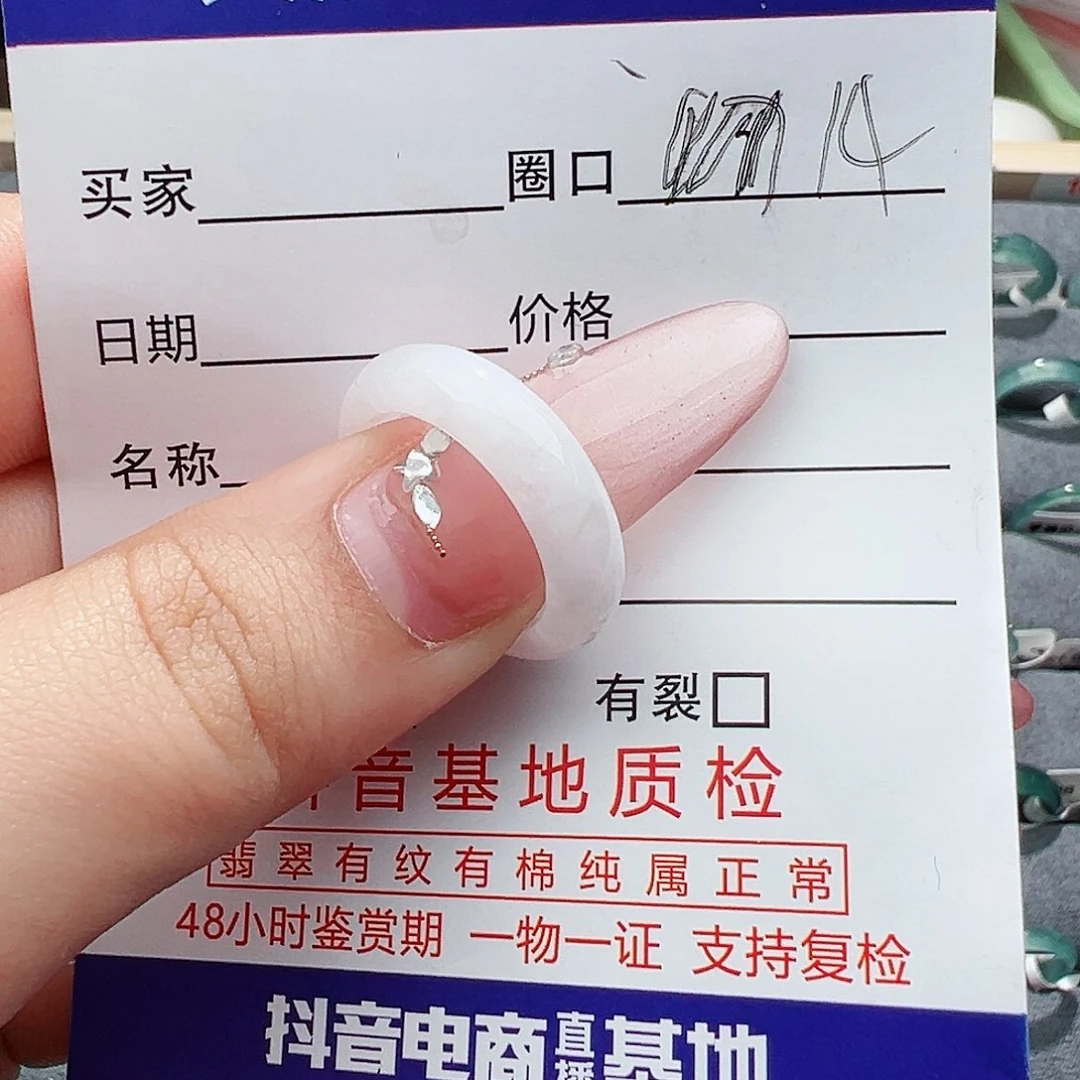 买家 圈口 14
日期 价格
名称
有裂
音基地质检
翡翠有纹有棉纯属正常
48小时鉴赏期 一物一证 支持复检
抖音电商直播基地